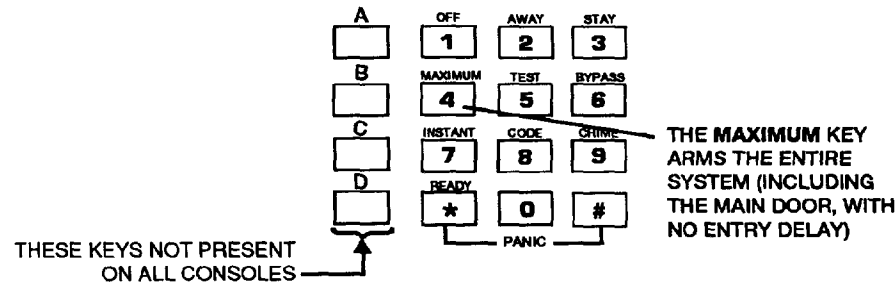 A OFF AWAY STAY
1 2 3
B MAXIMUM TEST BYPASS
4 5 6
C INSTANT CODE CHIME
7 8 9
D READY
* 0 #
PANIC
THE MAXIMUM KEY
ARMS THE ENTIRE
SYSTEM (INCLUDING
THE MAIN DOOR, WITH
NO ENTRY DELAY)
THESE KEYS NOT PRESENT
ON ALL CONSOLES